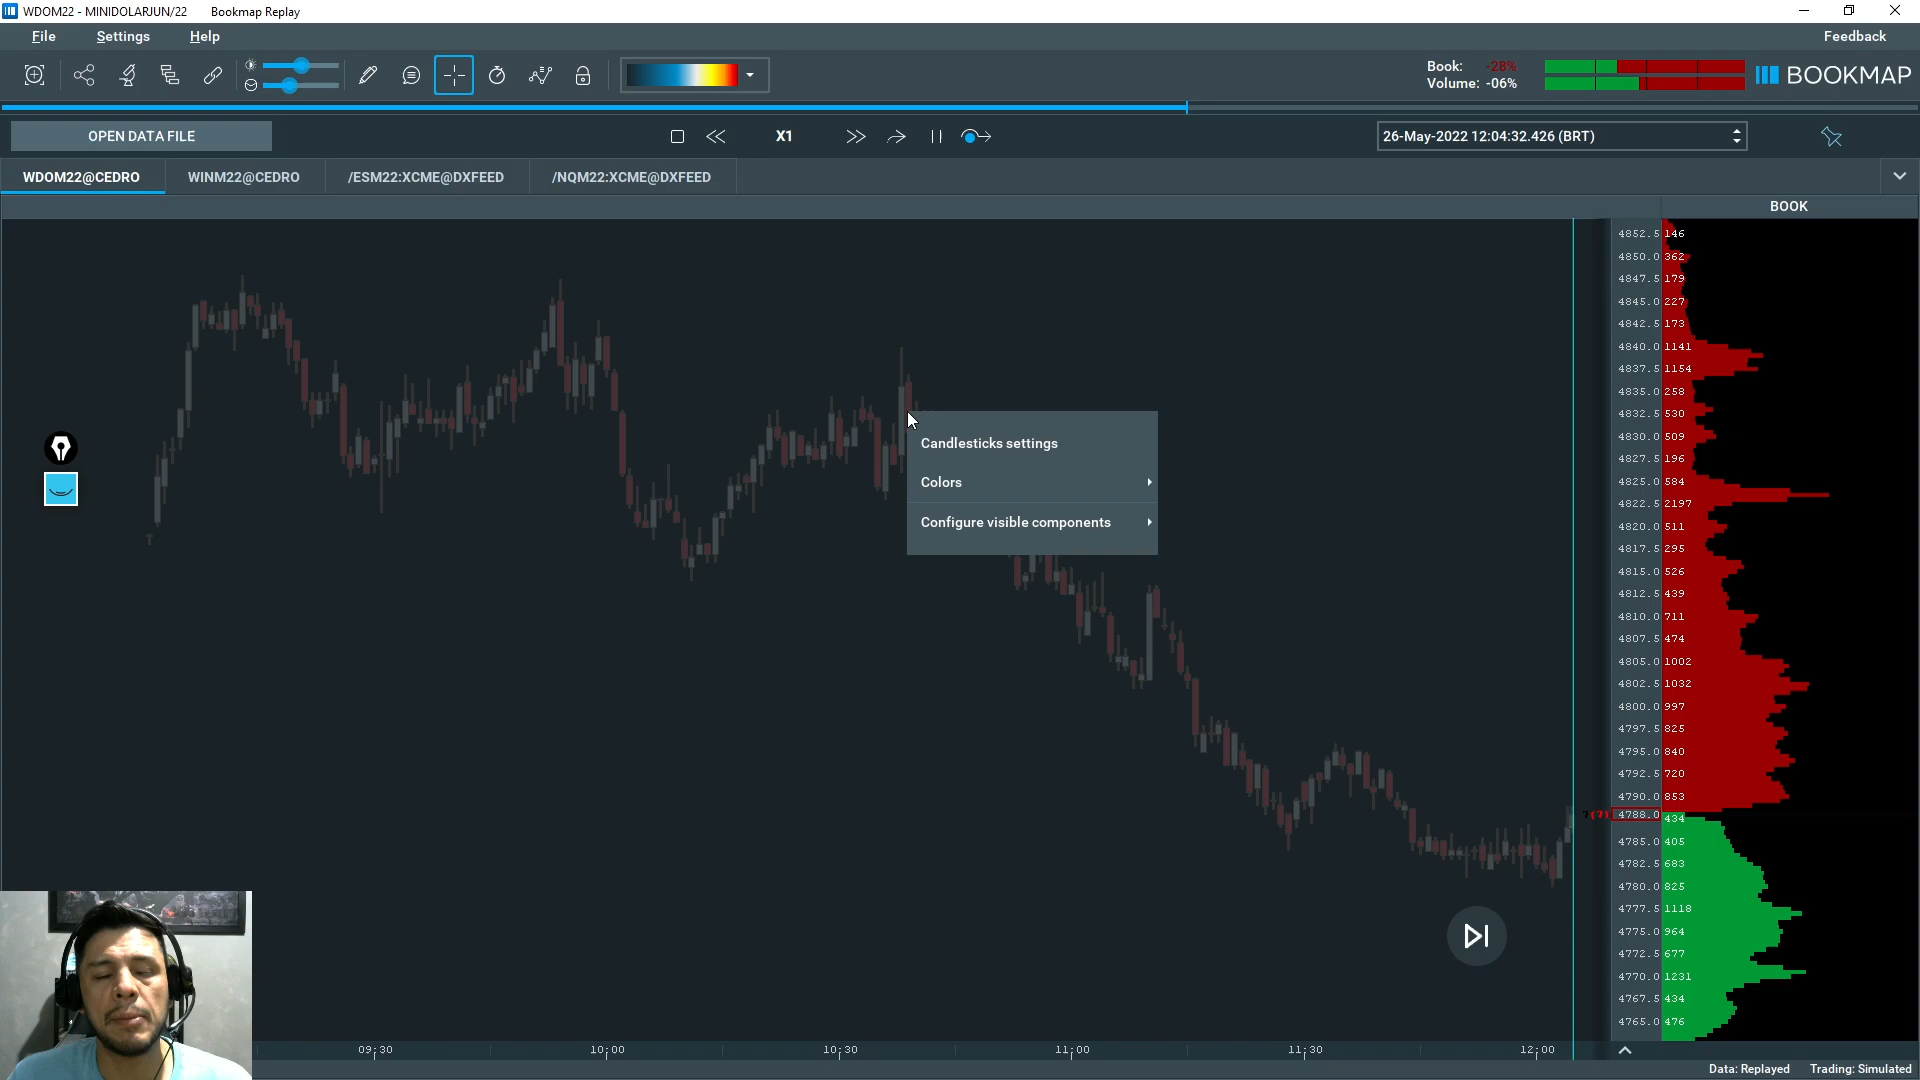 WDOM22 - MINIDOLARJUN/22 Bookmap Replay
File Settings Help Feedback
Book: -28%
Volume: -06%
BOOKMAP
OPEN DATA FILE X1 26-May-2022 12:04:32.426 (BRT)
WDOM22@CEDRO WINM22@CEDRO /ESM22:XCME@DXFEED /NQM22:XCME@DXFEED
BOOK
4852.5 146
4850.0 362
4847.5 179
4845.0 227
4842.5 173
4840.0 1141
4837.5 1154
4835.0 258
4832.5 530
4830.0 509
4827.5 196
4825.0 584
4822.5 2197
4820.0 511
4817.5 295
4815.0 526
4812.5 439
4810.0 711
4807.5 474
4805.0 1002
4802.5 1032
4800.0 997
4797.5 825
4795.0 840
4792.5 720
4790.0 853
(7) 4788.0 434
4785.0 405
4782.5 683
4780.0 825
4777.5 1118
4775.0 964
4772.5 677
4770.0 1231
4767.5 434
4765.0 476
Candlesticks settings
Colors
Configure visible components
09:30 10:00 10:30 11:00 11:30 12:00
Data: Replayed Trading: Simulated